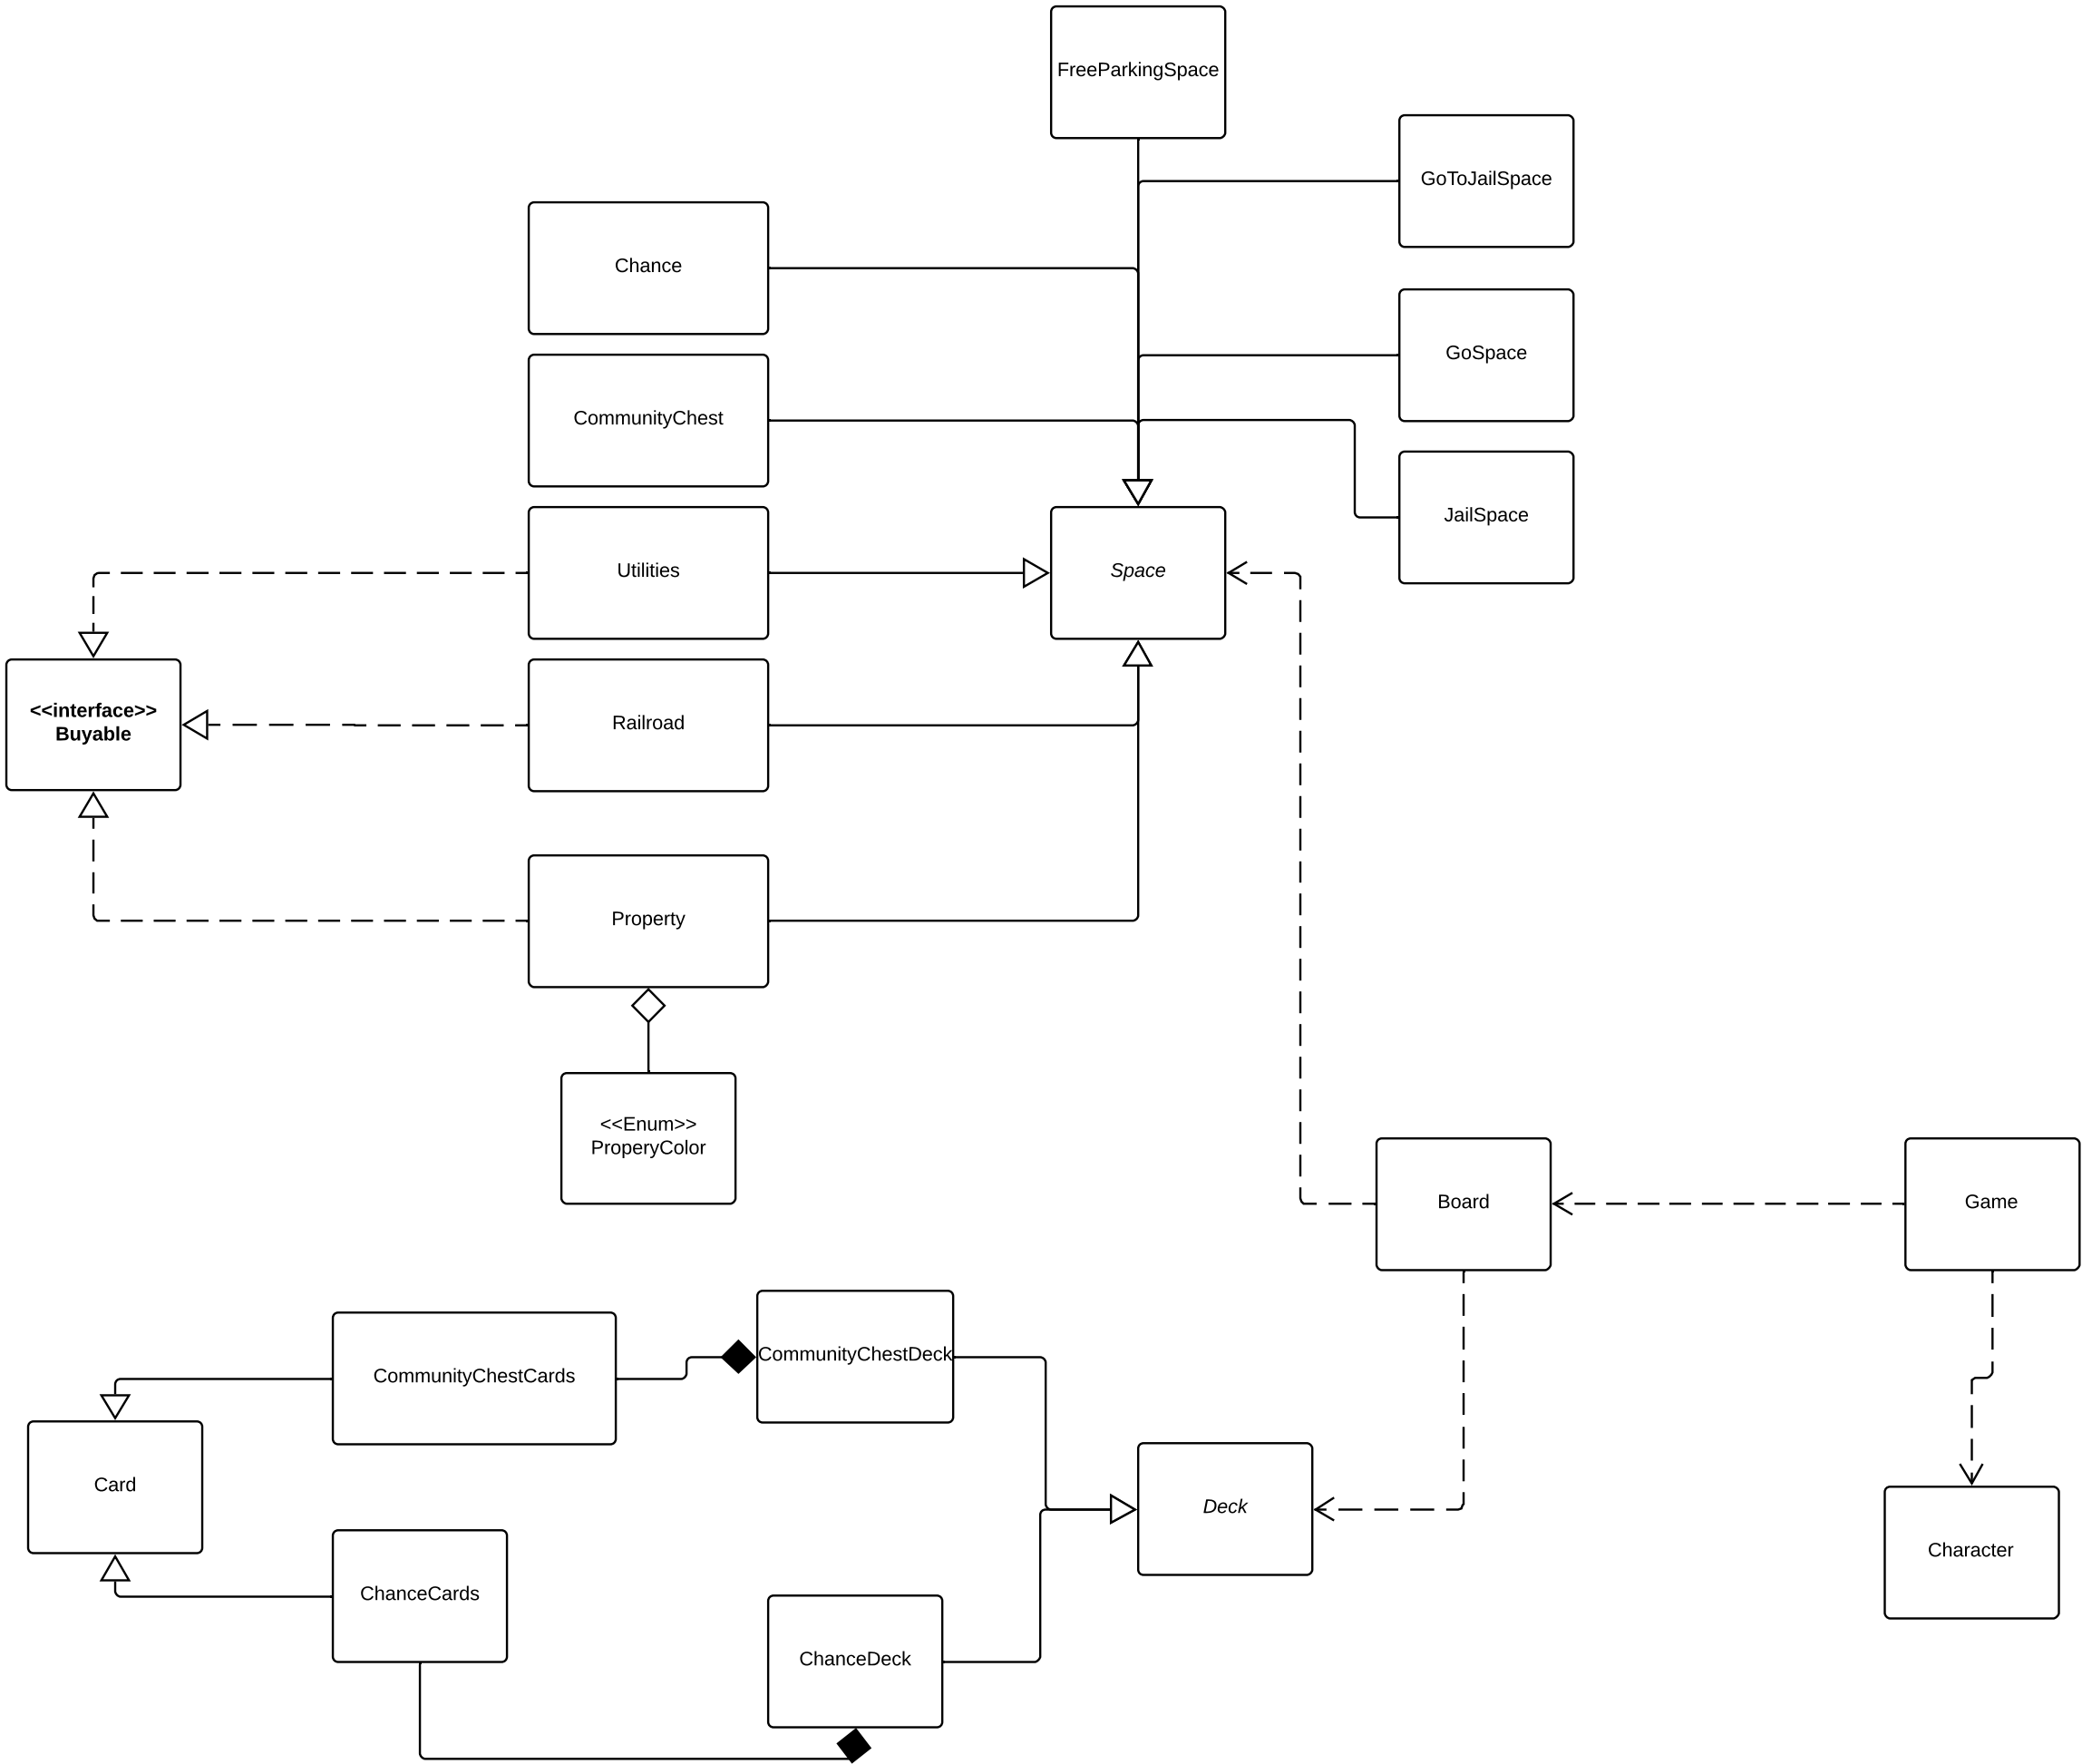 FreeParkingSpace
GoToJailSpace
Chance
GoSpace
CommunityChest
JailSpace
Utilities
Space
<<interface>>
Buyable
Railroad
Property
<<Enum>>
ProperyColor
Board
Game
CommunityChestCards
CommunityChestDeck
Card
Deck
Character
ChanceCards
ChanceDeck